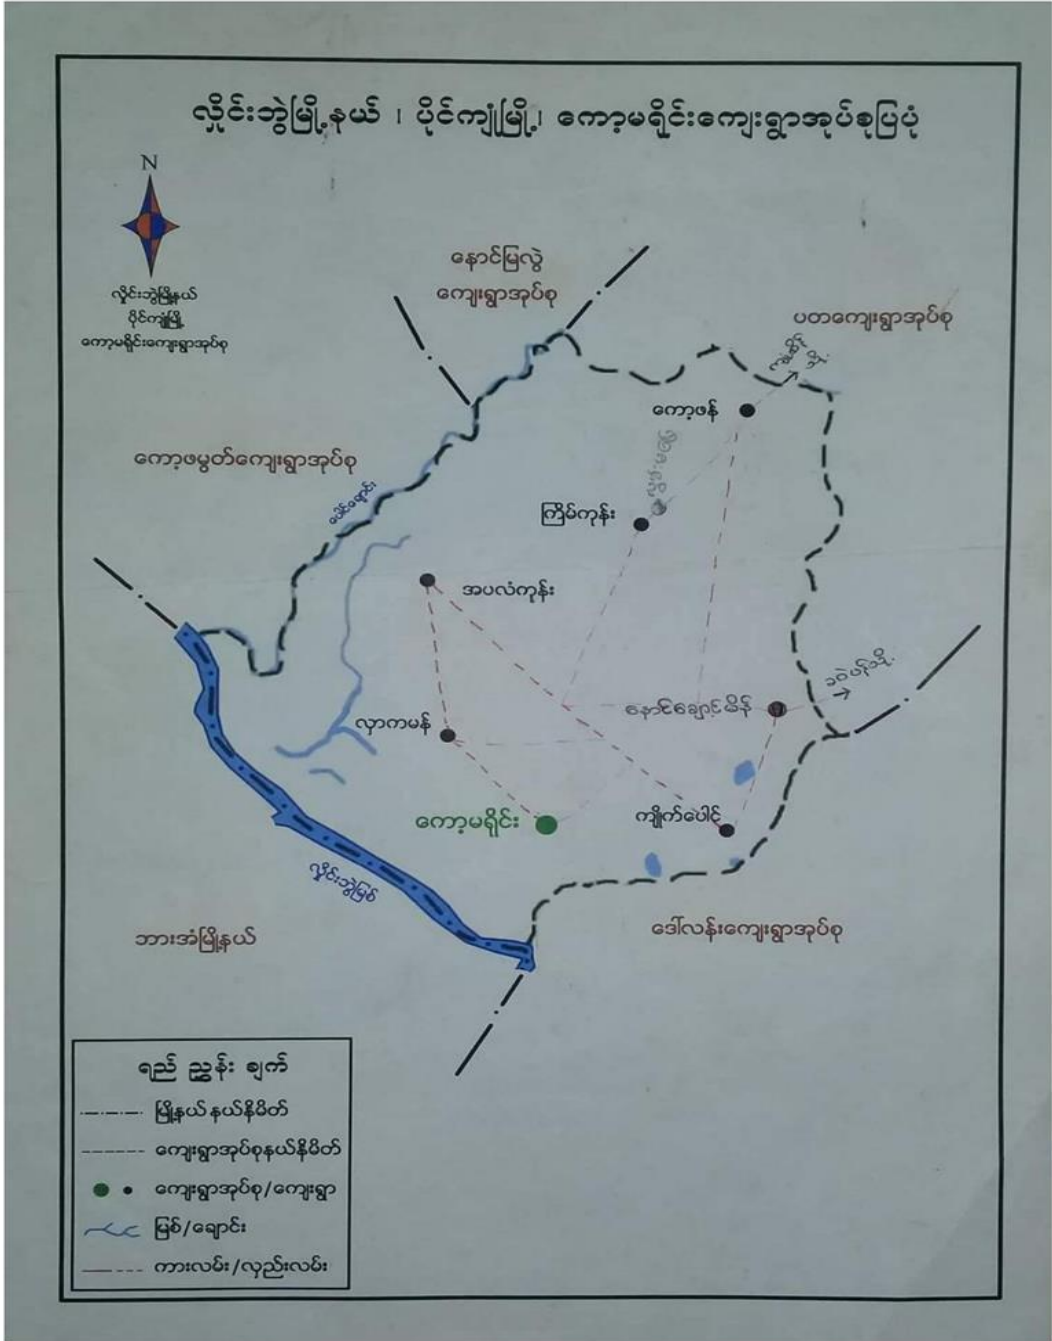 လှိုင်းဘွဲမြို့နယ် ၊ ပိုင်ကျုံမြို့၊ ကော့မရိုင်းကျေးရွာအုပ်စုပြပုံ
N
လှိုင်းဘွဲမြို့နယ်
ပိုင်ကျုံမြို့
ကော့မရိုင်းကျေးရွာအုပ်စု
နောင်မြလွဲ
ကျေးရွာအုပ်စု
ပတကျေးရွာအုပ်စု
ကော့ဖန်
ကော့ဖမွတ်ကျေးရွာအုပ်စု
ပေါင်ချောင်း
ကြိမ်ကုန်း
အပလံကုန်း
နောင်ချောင့်မိန်
လှာကမန်
ကော့မရိုင်း
ကျိုက်ပေါင်
လှိုင်းဘွဲမြစ်
ဘားအံမြို့နယ်
ဒေါ်လန်းကျေးရွာအုပ်စု
ရည် ညွှန်း ချက်
မြို့နယ် နယ်နိမိတ်
ကျေးရွာအုပ်စုနယ်နိမိတ်
ကျေးရွာအုပ်စု/ကျေးရွာ
မြစ်/ချောင်း
ကားလမ်း/လှည်းလမ်း